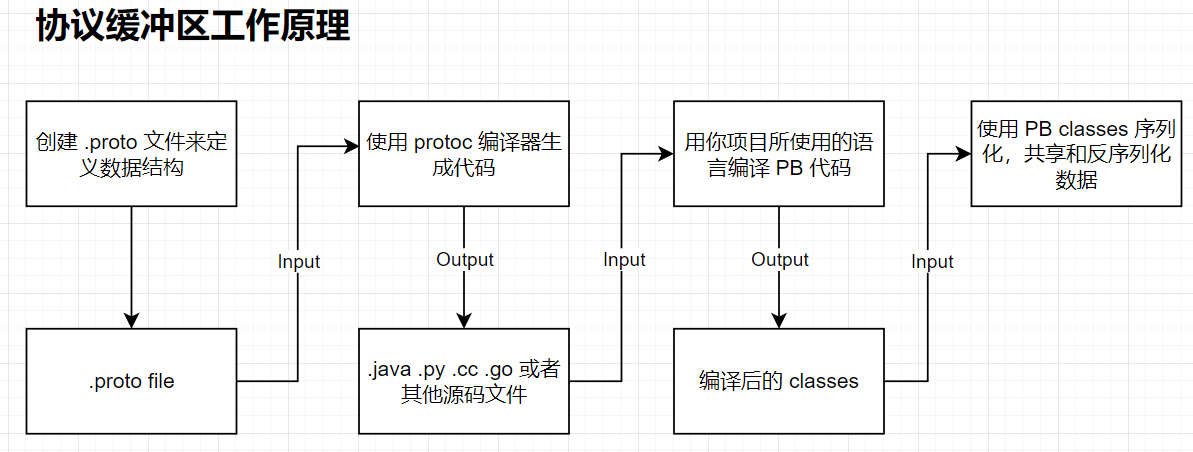 协议缓冲区工作原理
创建 .proto 文件来定
义数据结构
使用 protoc 编译器生
成代码
用你项目所使用的语
言编译 PB 代码
使用 PB classes 序列
化，共享和反序列化
数据
Input
Output
Input
Output
Input
.proto file
.java .py .cc .go 或者
其他源码文件
编译后的 classes